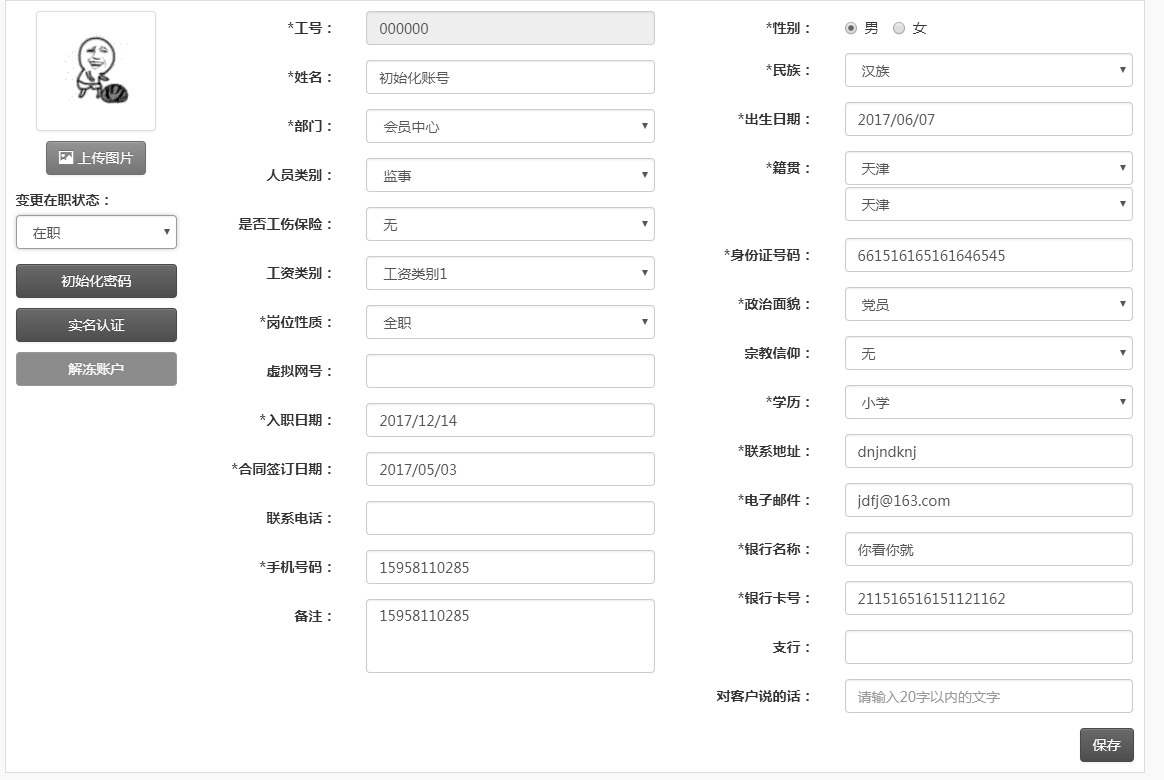 上传图片
变更在职状态：
在职
初始化密码
实名认证
解冻账户
*工号： 000000
*姓名： 初始化账号
*部门： 会员中心
人员类别： 监事
是否工伤保险： 无
工资类别： 工资类别1
*岗位性质： 全职
虚拟网号：
*入职日期： 2017/12/14
*合同签订日期： 2017/05/03
联系电话：
*手机号码： 15958110285
备注： 15958110285
*性别： 男 女
*民族： 汉族
*出生日期： 2017/06/07
*籍贯： 天津
天津
*身份证号码： 661516165161646545
*政治面貌： 党员
宗教信仰： 无
*学历： 小学
*联系地址： dnjndknj
*电子邮件： jdfj@163.com
*银行名称： 你看你就
*银行卡号： 211516516151121162
支行：
对客户说的话： 请输入20字以内的文字
保存